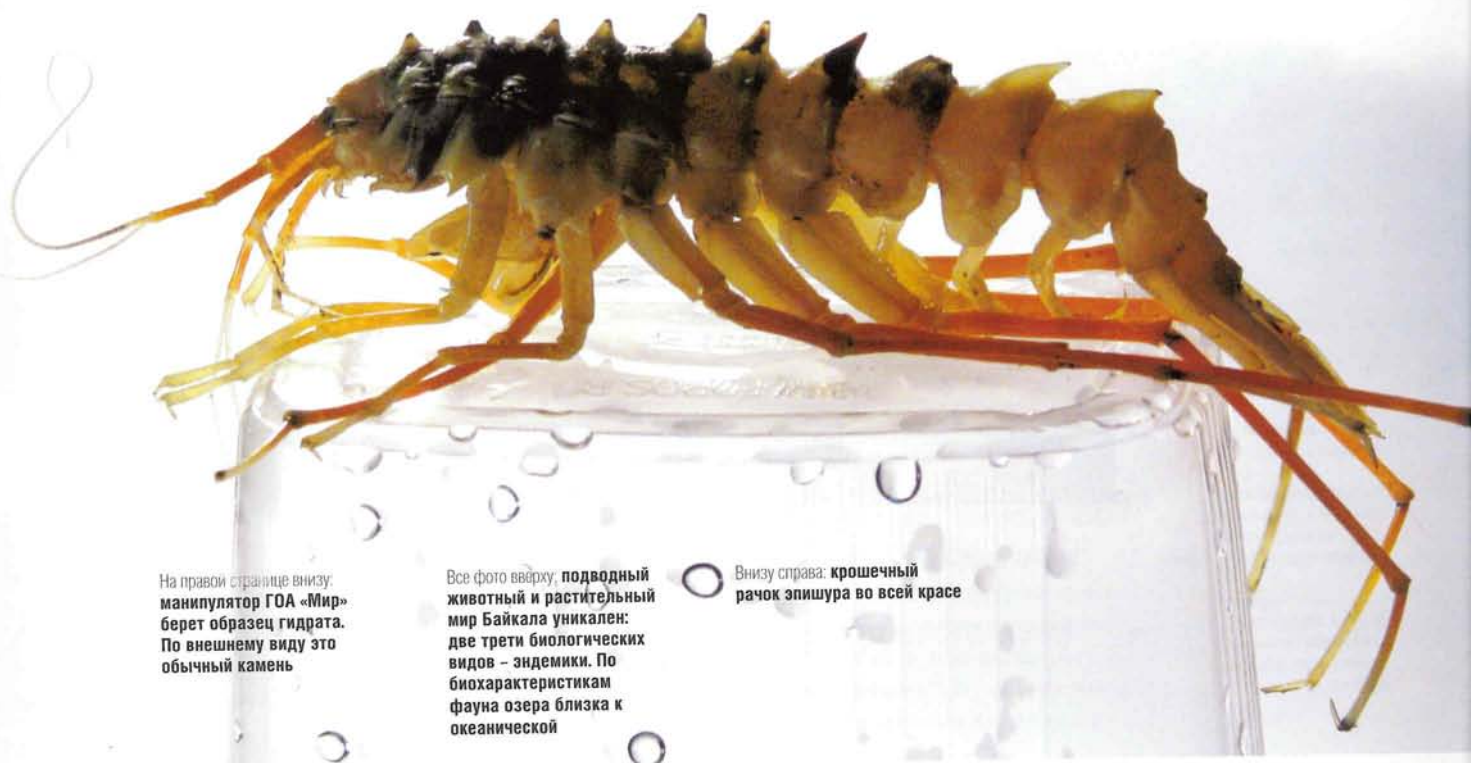 На правой странице внизу:
манипулятор ГОА «Мир»
берет образец гидрата.
По внешнему виду это
обычный камень
Все фото вверху: подводный
животный и растительный
мир Байкала уникален:
две трети биологических
видов – эндемики. По
биохарактеристикам
фауна озера близка к
океанической
Внизу справа: крошечный
рачок эпишура во всей красе